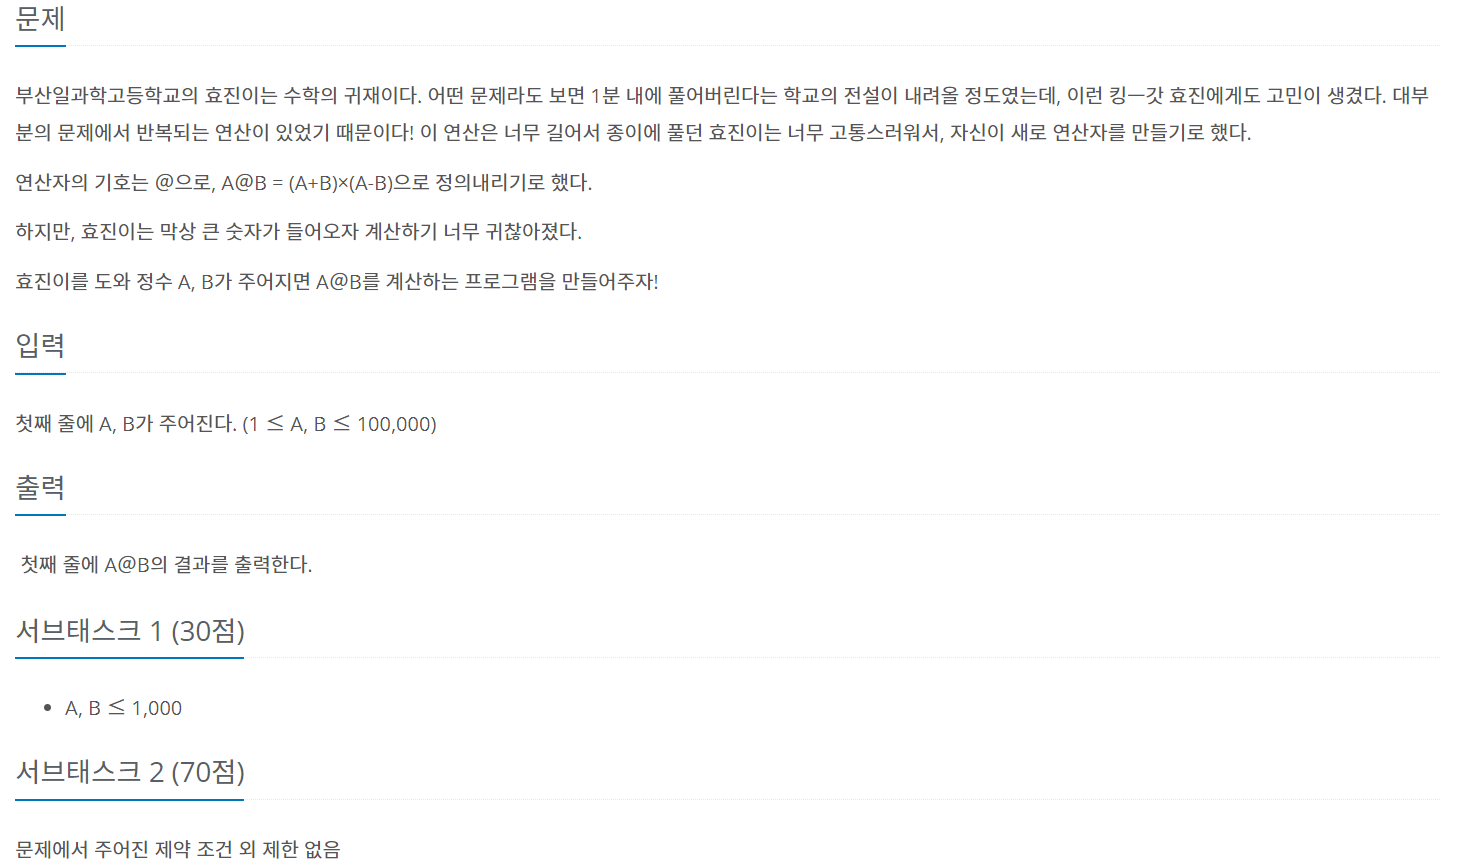 문제
부산일과학고등학교의 효진이는 수학의 귀재이다. 어떤 문제라도 보면 1분 내에 풀어버린다는 학교의 전설이 내려올 정도였는데, 이런 킹ㅡ갓 효진에게도 고민이 생겼다. 대부
분의 문제에서 반복되는 연산이 있었기 때문이다! 이 연산은 너무 길어서 종이에 풀던 효진이는 너무 고통스러워서, 자신이 새로 연산자를 만들기로 했다.
연산자의 기호는 @으로, A@B = (A+B)×(A-B)으로 정의내리기로 했다.
하지만, 효진이는 막상 큰 숫자가 들어오자 계산하기 너무 귀찮아졌다.
효진이를 도와 정수 A, B가 주어지면 A@B를 계산하는 프로그램을 만들어주자!
입력
첫째 줄에 A, B가 주어진다. (1 ≤ A, B ≤ 100,000)
출력
첫째 줄에 A@B의 결과를 출력한다.
서브태스크 1 (30점)
• A, B ≤ 1,000
서브태스크 2 (70점)
문제에서 주어진 제약 조건 외 제한 없음